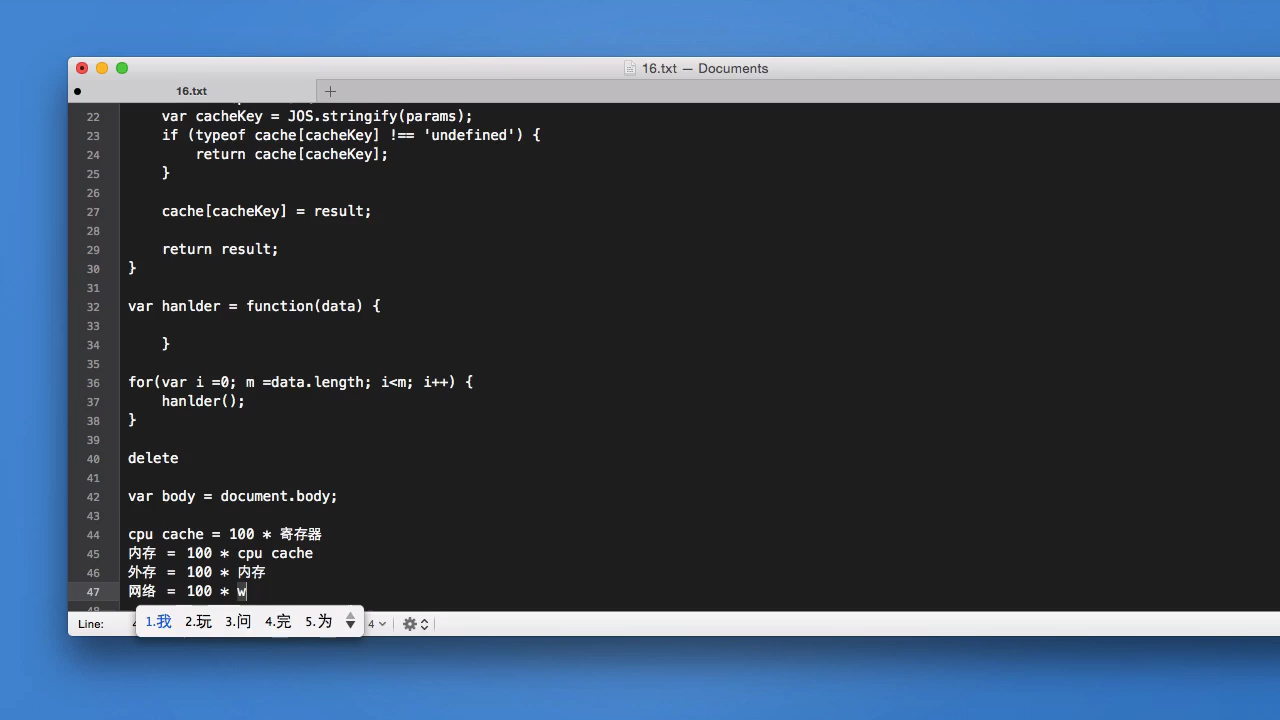 16.txt — Documents
16.txt
22 var cacheKey = JOS.stringify(params);
23 if (typeof cache[cacheKey] !== 'undefined') {
24 return cache[cacheKey];
25 }
26
27 cache[cacheKey] = result;
28
29 return result;
30 }
31
32 var hanlder = function(data) {
33
34 }
35
36 for(var i =0; m =data.length; i<m; i++) {
37 hanlder();
38 }
39
40 delete
41
42 var body = document.body;
43
44 cpu cache = 100 * 寄存器
45 内存 = 100 * cpu cache
46 外存 = 100 * 内存
47 网络 = 100 * w
1.我 2.玩 3.问 4.完 5.为
Line: 4